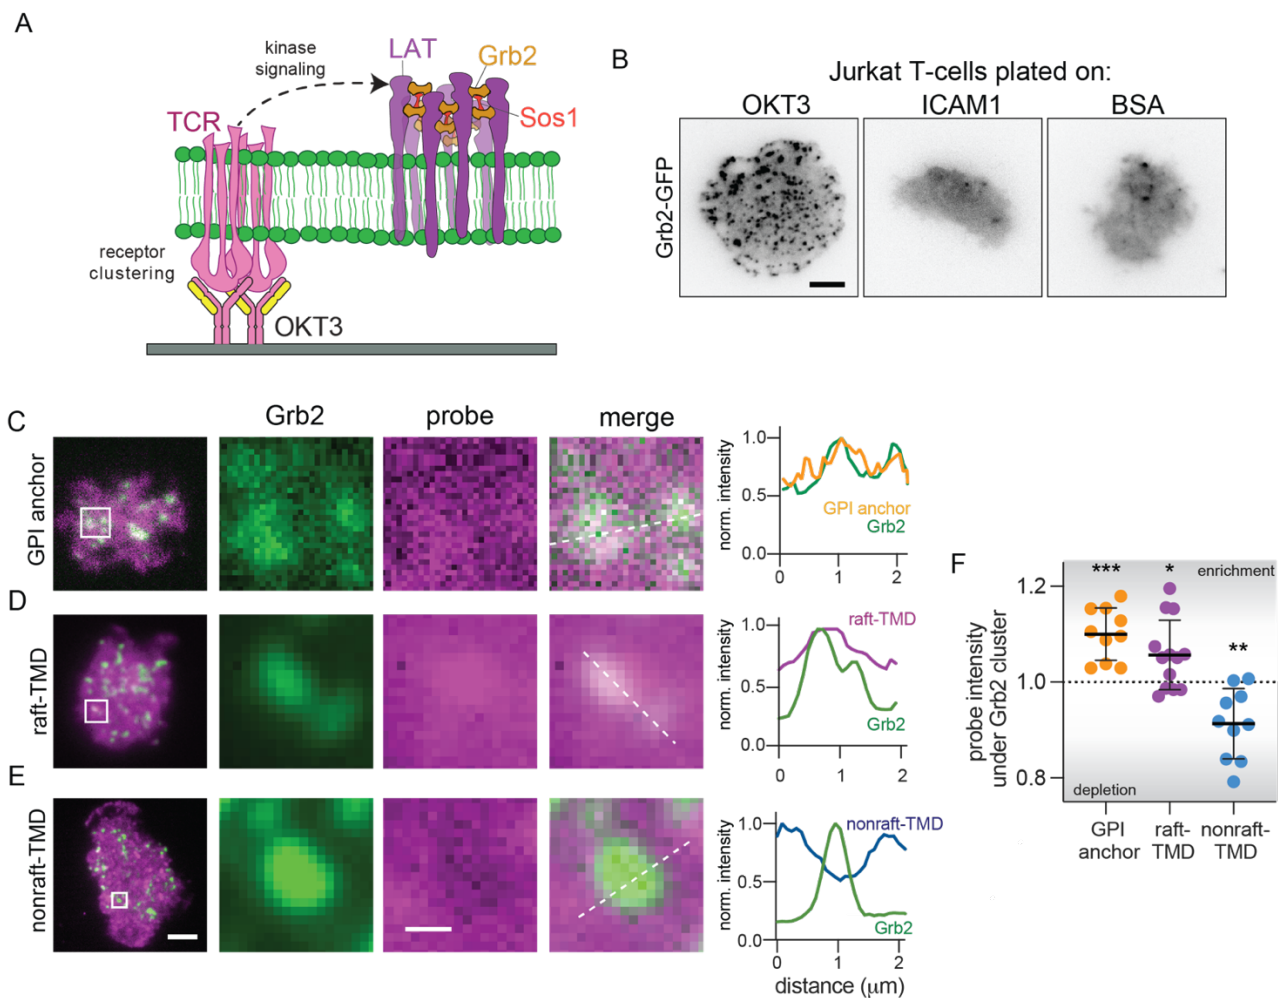 A
kinase
signaling
LAT
Grb2
Sos1
TCR
receptor
clustering
OKT3
B
Jurkat T-cells plated on:
OKT3
ICAM1
BSA
Grb2-GFP
C
Grb2
probe
merge
GPI anchor
1.0
0.5
0.0
norm. intensity
GPI anchor
Grb2
0
1
2
D
raft-TMD
1.0
0.5
0.0
norm. intensity
raft-TMD
Grb2
0
1
2
E
nonraft-TMD
1.0
0.5
0.0
norm. intensity
nonraft-TMD
Grb2
0
1
2
distance (μm)
F
probe intensity
under Grb2 cluster
1.2
1.0
0.8
***
*
**
enrichment
depletion
GPI
anchor
raft-
TMD
nonraft-
TMD